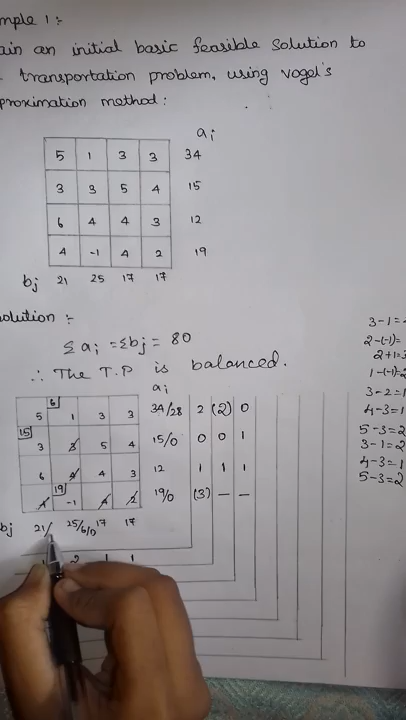 mple 1 :-
ain an initial basic feasible solution to
transportation problem, using vogel's
proximation method :
ai
5 1 3 3 34
3 3 5 4 15
6 4 4 3 12
4 -1 4 2 19
bj 21 25 17 17
olution :-
Σ ai = Σ bj = 80
∴ The T.P is balanced.
ai
6
5 1 3 3 34/28 2 (2) 0
15
3 3 5 4 15/0 0 0 1
6 4 4 3 12 1 1 1
19
4 -1 4 2 19/0 (3) – –
bj 21/ 25/6/0 17 17
2 1 1
3-1=
2-(-1)=
2+1=3
1-(-1)=2
3-2=1
4-3=1
5-3=2
3-1=2
4-3=1
5-3=2